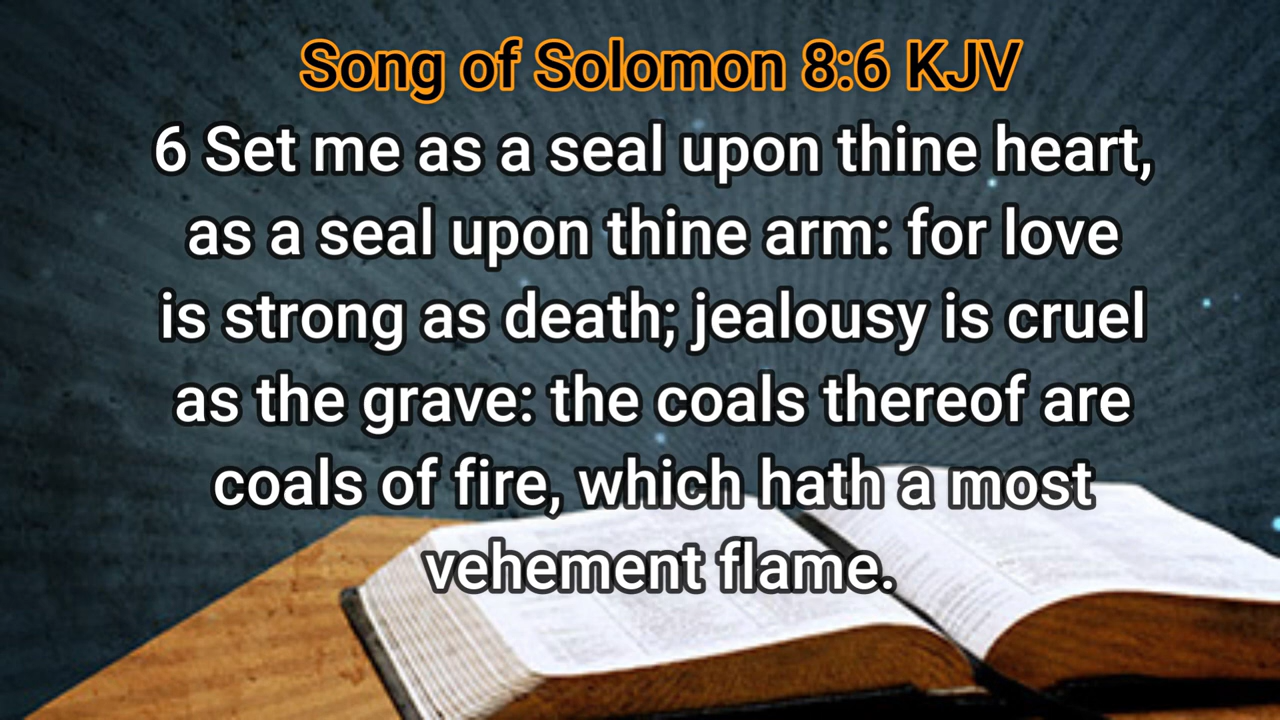 Song of Solomon 8:6 KJV
6 Set me as a seal upon thine heart,
as a seal upon thine arm: for love
is strong as death; jealousy is cruel
as the grave: the coals thereof are
coals of fire, which hath a most
vehement flame.